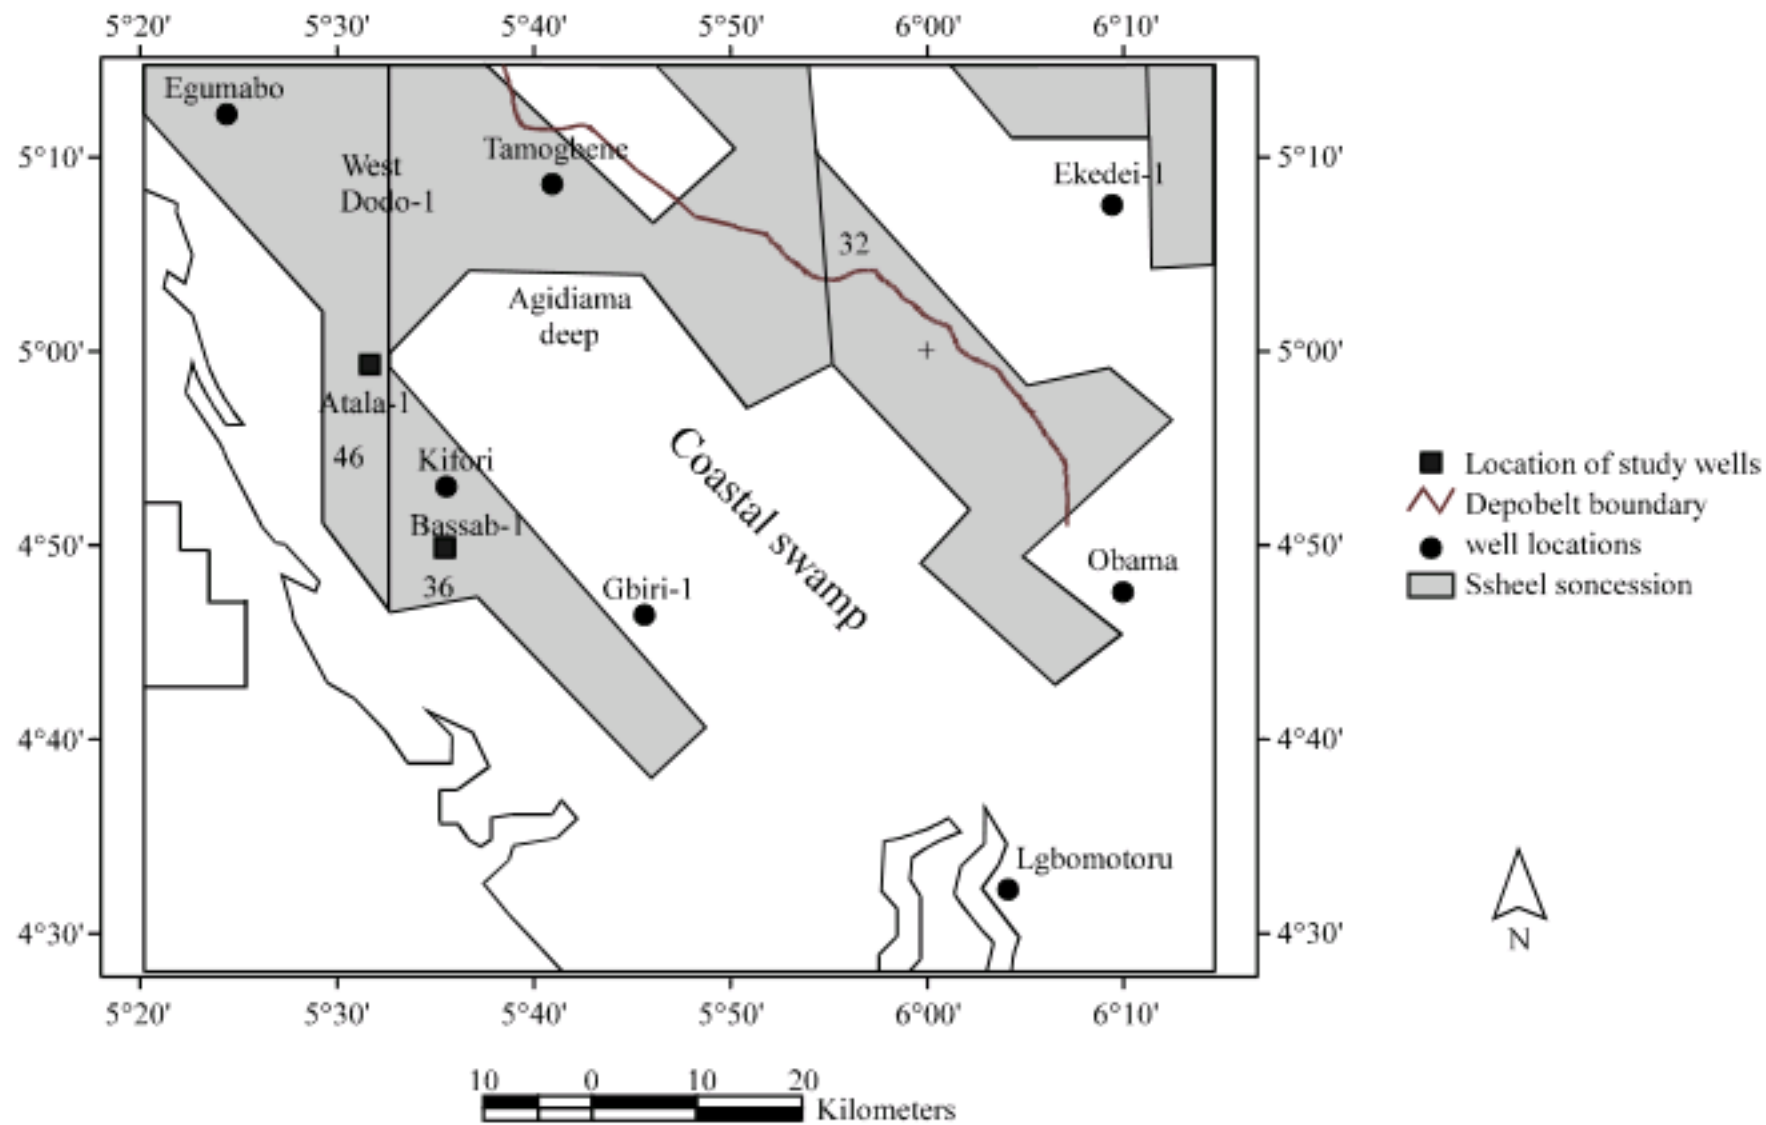 5°20' 5°30' 5°40' 5°50' 6°00' 6°10'
Egumabo
5°10'
West
Dodo-1
Tamogbene
Ekedei-1
5°10'
32
Agidiama
deep
5°00'
5°00'
Atala-1
46
Kifori
Coastal swamp
Bassab-1
36
4°50'
4°50'
Gbiri-1
Obama
4°40'
4°40'
Lgbomotoru
4°30'
4°30'
5°20' 5°30' 5°40' 5°50' 6°00' 6°10'
Location of study wells
Depobelt boundary
well locations
Ssheel soncession
N
10 0 10 20
Kilometers